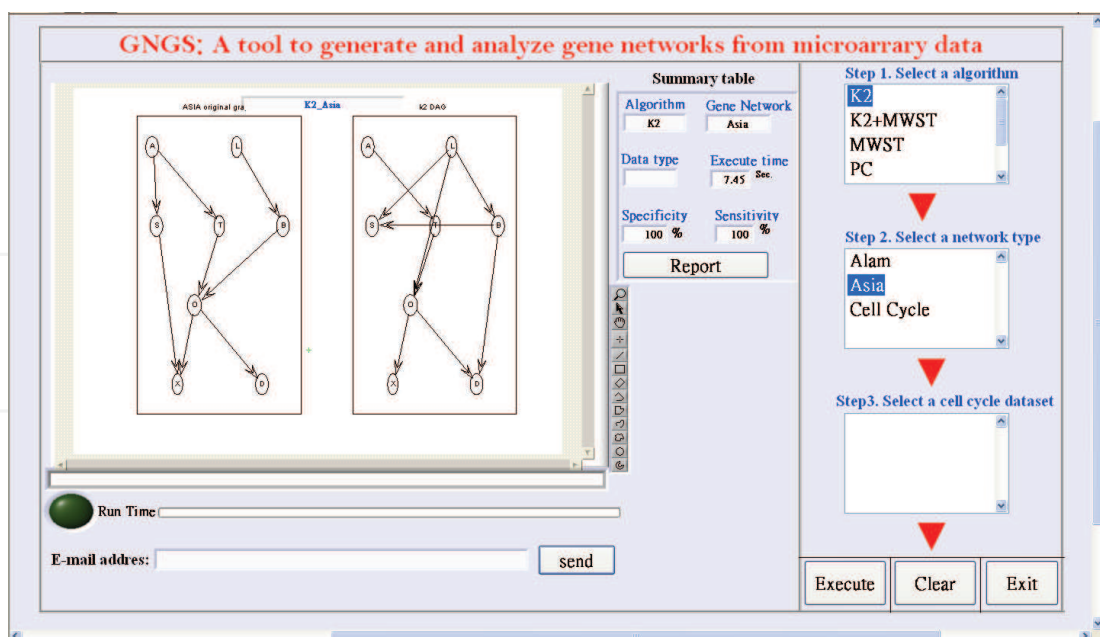 GNGS: A tool to generate and analyze gene networks from microarrary data
ASIA original gra,
K2_Asia
k2 DAG
A
L
S
T
B
O
X
D
A
L
S
T
B
O
X
D
Summary table
Algorithm Gene Network
K2 Asia
Data type Execute time
7.45 Sec.
Specificity Sensitivity
100 % 100 %
Report
Run Time
E-mail addres:
send
Step 1. Select a algorithm
K2
K2+MWST
MWST
PC
Step 2. Select a network type
Alam
Asia
Cell Cycle
Step3. Select a cell cycle dataset
Execute Clear Exit